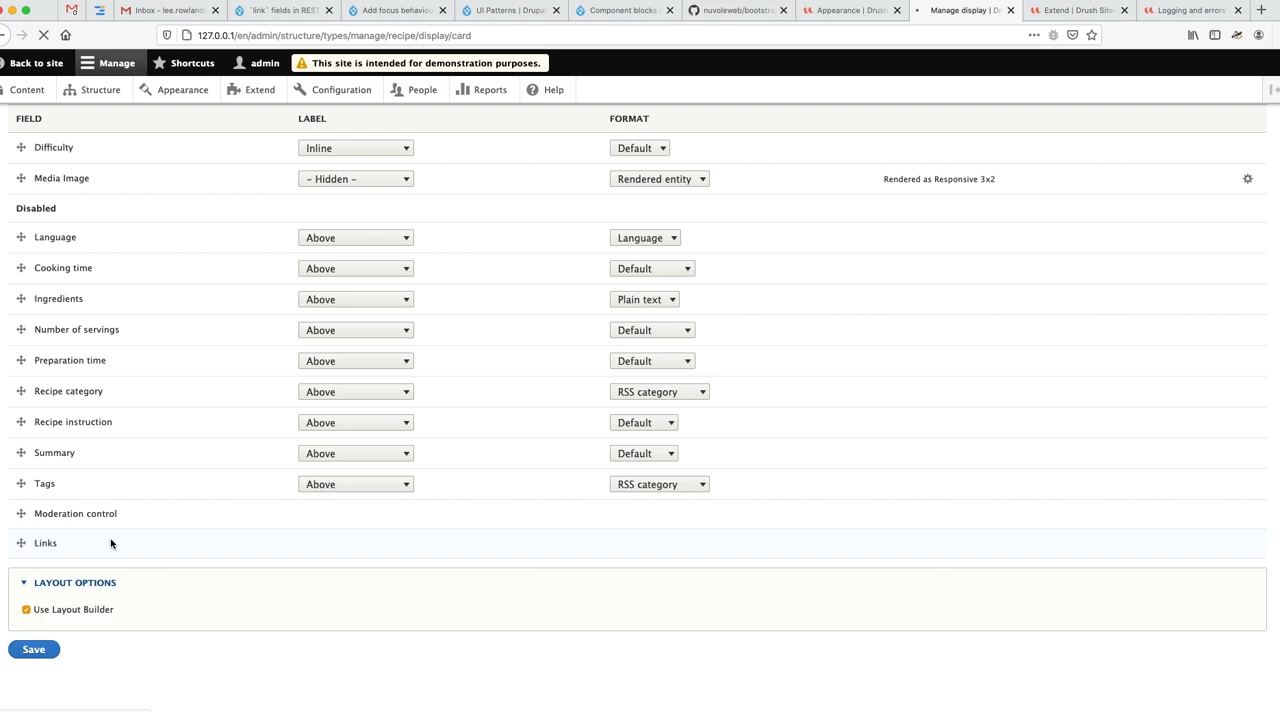 Inbox - lee.rowlands
`link` fields in REST
Add focus behaviou
UI Patterns | Drupal
Component blocks |
nuvoleweb/bootstra
Appearance | Drush
Manage display | D
Extend | Drush Site-
Logging and errors
127.0.0.1/en/admin/structure/types/manage/recipe/display/card
Back to site
Manage
Shortcuts
admin
This site is intended for demonstration purposes.
Content
Structure
Appearance
Extend
Configuration
People
Reports
Help
FIELD LABEL FORMAT
Difficulty Inline Default
Media Image - Hidden - Rendered entity Rendered as Responsive 3x2
Disabled
Language Above Language
Cooking time Above Default
Ingredients Above Plain text
Number of servings Above Default
Preparation time Above Default
Recipe category Above RSS category
Recipe instruction Above Default
Summary Above Default
Tags Above RSS category
Moderation control
Links
LAYOUT OPTIONS
Use Layout Builder
Save